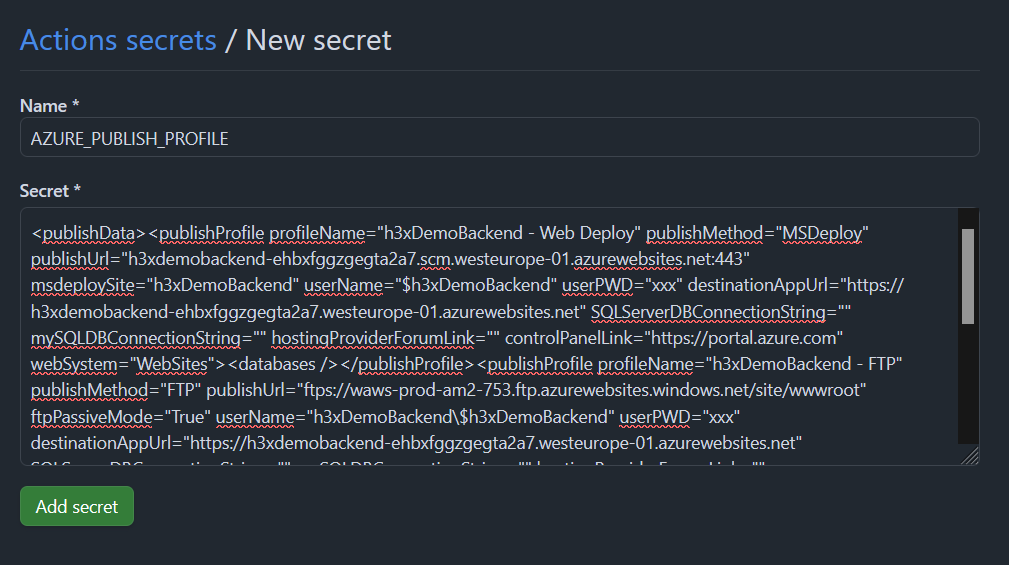 Actions secrets / New secret
Name *
AZURE_PUBLISH_PROFILE
Secret *
<publishData><publishProfile profileName="h3xDemoBackend - Web Deploy" publishMethod="MSDeploy"
publishUrl="h3xdemobackend-ehbxfggzgegta2a7.scm.westeurope-01.azurewebsites.net:443"
msdeploySite="h3xDemoBackend" userName="$h3xDemoBackend" userPWD="xxx" destinationAppUrl="https://
h3xdemobackend-ehbxfggzgegta2a7.westeurope-01.azurewebsites.net" SQLServerDBConnectionString=""
mySQLDBConnectionString="" hostingProviderForumLink="" controlPanelLink="https://portal.azure.com"
webSystem="WebSites"><databases /></publishProfile><publishProfile profileName="h3xDemoBackend - FTP"
publishMethod="FTP" publishUrl="ftps://waws-prod-am2-753.ftp.azurewebsites.windows.net/site/wwwroot"
ftpPassiveMode="True" userName="h3xDemoBackend\$h3xDemoBackend" userPWD="xxx"
destinationAppUrl="https://h3xdemobackend-ehbxfggzgegta2a7.westeurope-01.azurewebsites.net"
SQLServerDBConnectionString="" mySQLDBConnectionString="" hostingProviderForumLink=""
Add secret